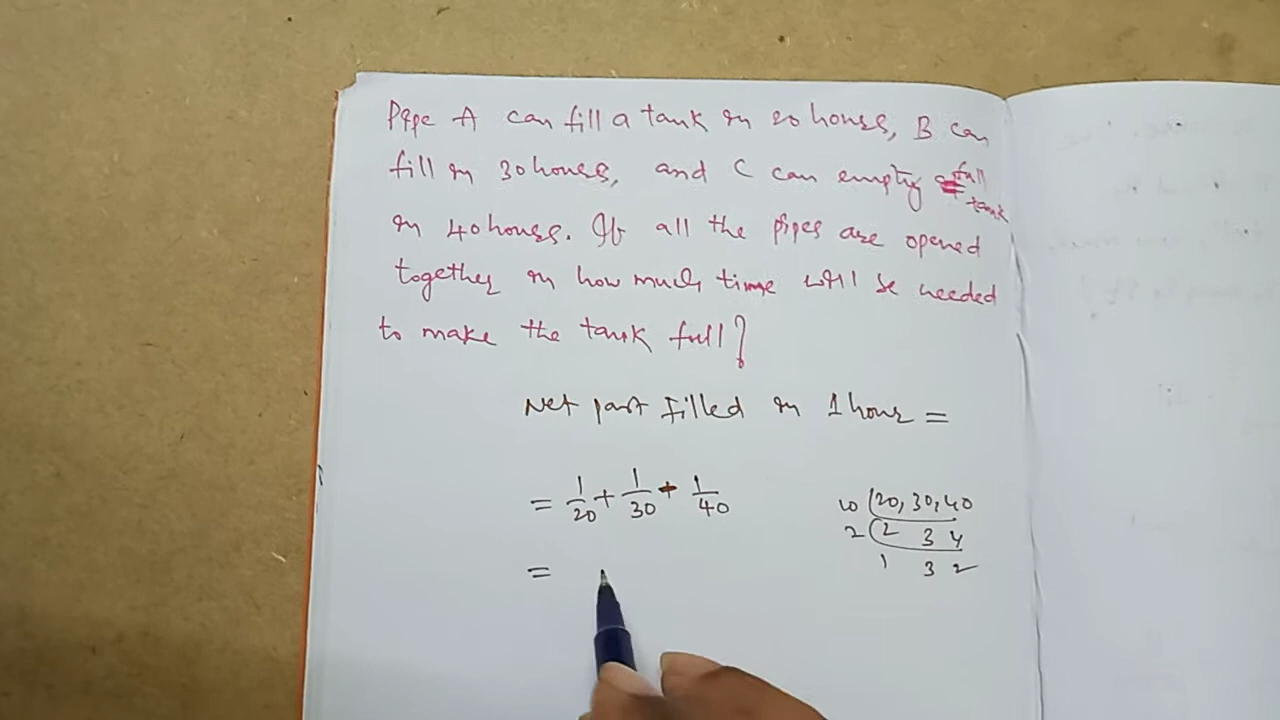 Pipe A can fill a tank in 20 hours, B can
fill in 30 hours, and C can empty full tank
in 40 hours. If all the pipes are opened
together in how much time will be needed
to make the tank full?
Net part Filled in 1 hour =
= 1/20 + 1/30 - 1/40
10 (20, 30, 40
2 (2 3 4
1 3 2
=